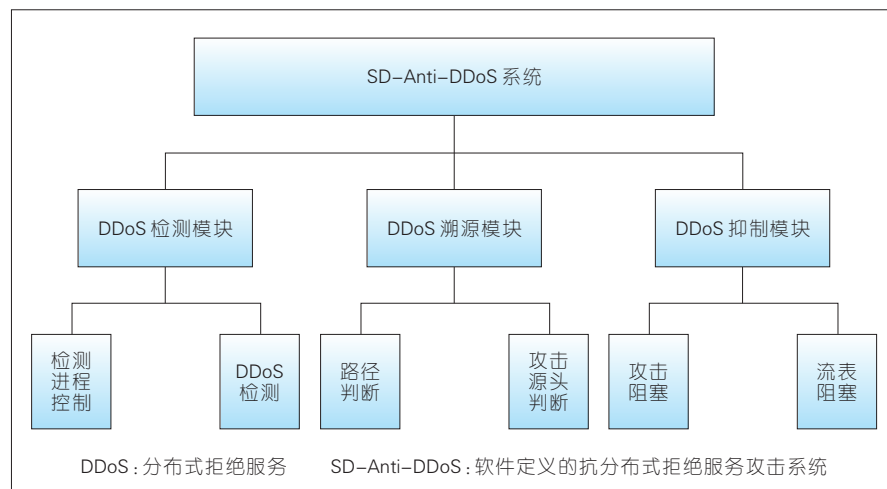 SD-Anti-DDoS 系统
DDoS 检测模块
DDoS 溯源模块
DDoS 抑制模块
检测
进程
控制
DDoS
检测
路径
判断
攻击
源头
判断
攻击
阻塞
流表
阻塞
DDoS：分布式拒绝服务 SD-Anti-DDoS：软件定义的抗分布式拒绝服务攻击系统